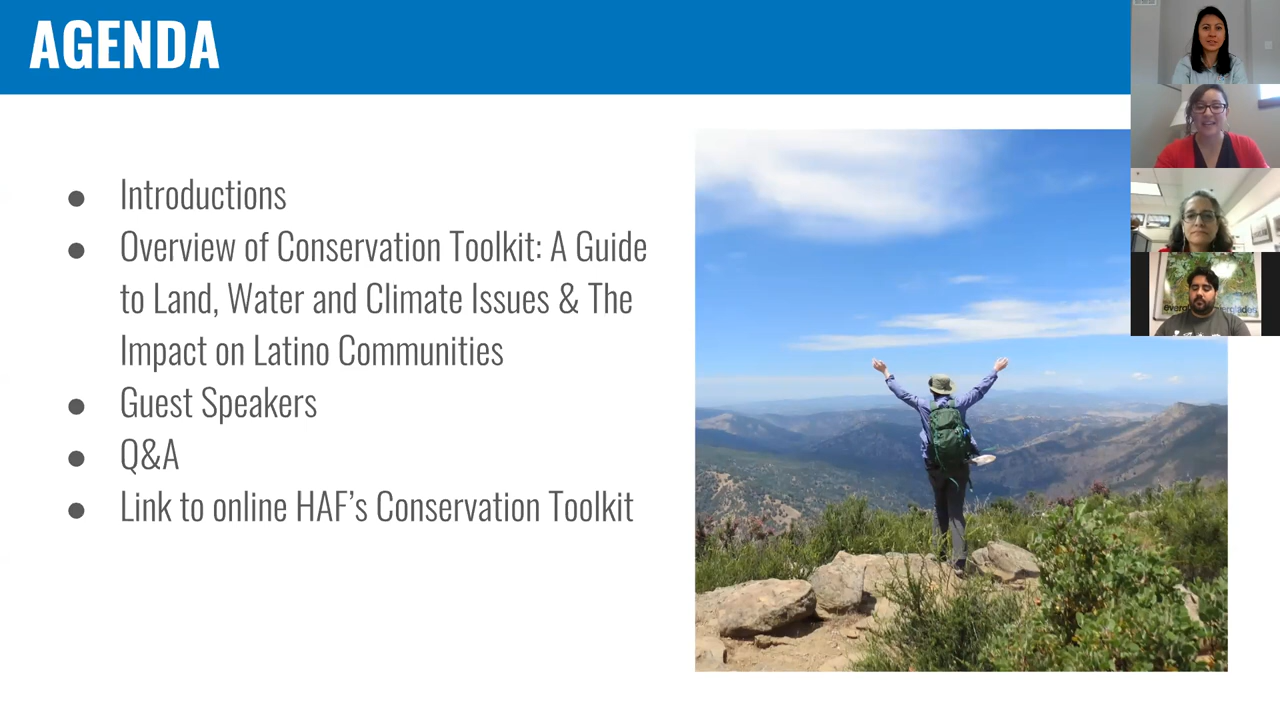 AGENDA
● Introductions
● Overview of Conservation Toolkit: A Guide
to Land, Water and Climate Issues & The
Impact on Latino Communities
● Guest Speakers
● Q&A
● Link to online HAF’s Conservation Toolkit